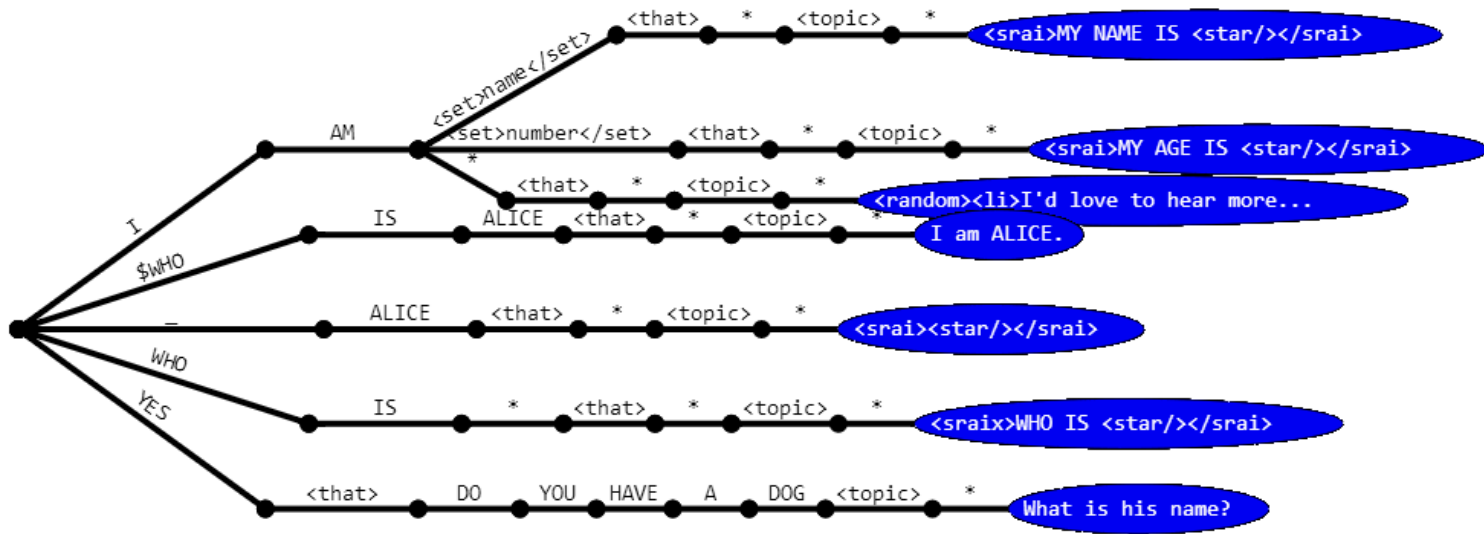 <that> * <topic> * <srai>MY NAME IS <star/></srai>
<set>name</set>
AM <set>number</set> <that> * <topic> * <srai>MY AGE IS <star/></srai>
* <that> * <topic> * <random><li>I'd love to hear more...
I
IS ALICE <that> * <topic> * I am ALICE.
$WHO
_ ALICE <that> * <topic> * <srai><star/></srai>
WHO
IS * <that> * <topic> * <sraix>WHO IS <star/></sraix>
YES
<that> DO YOU HAVE A DOG <topic> * What is his name?